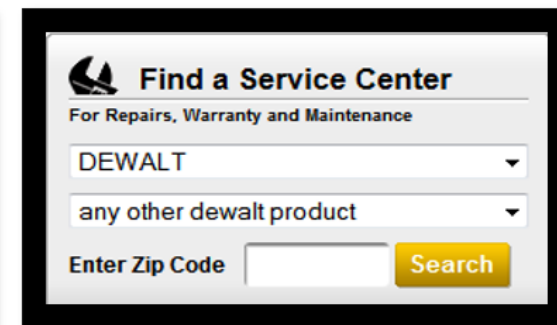 Find a Service Center
For Repairs, Warranty and Maintenance
DEWALT
any other dewalt product
Enter Zip Code Search